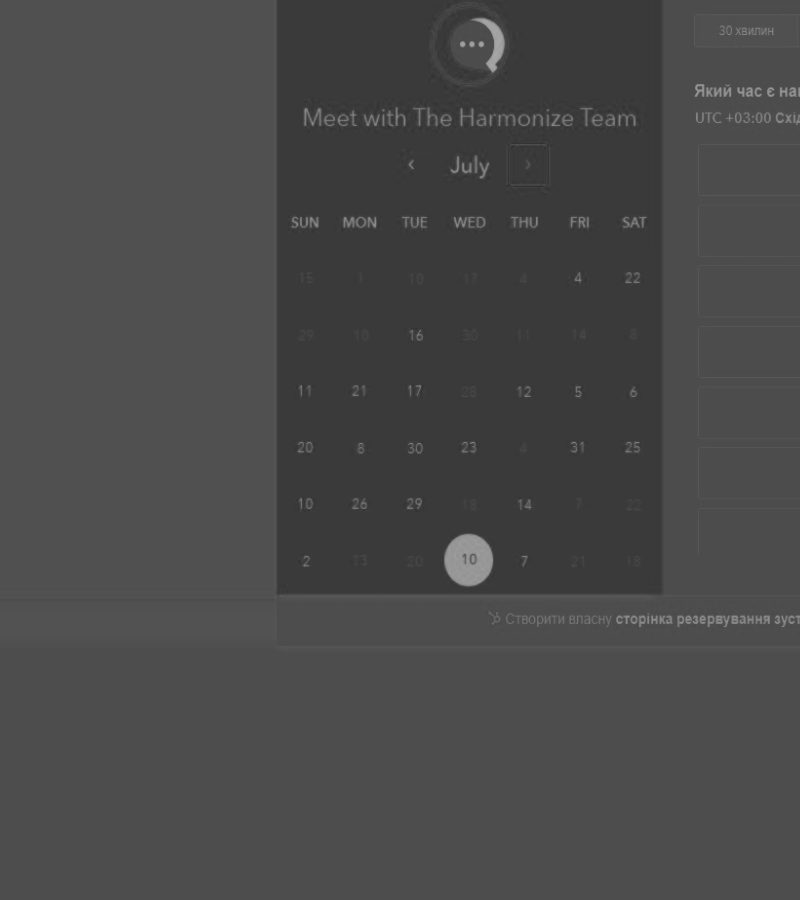 30 хвилин
Meet with The Harmonize Team
Який час є на
UTC +03:00 Схід
‹ July ›
SUN MON TUE WED THU FRI SAT
15 1 10 17 4 4 22
29 10 16 30 11 14 8
11 21 17 28 12 5 6
20 8 30 23 4 31 25
10 26 29 18 14 7 22
2 13 20 10 7 21 18
Створити власну сторінка резервування зуст